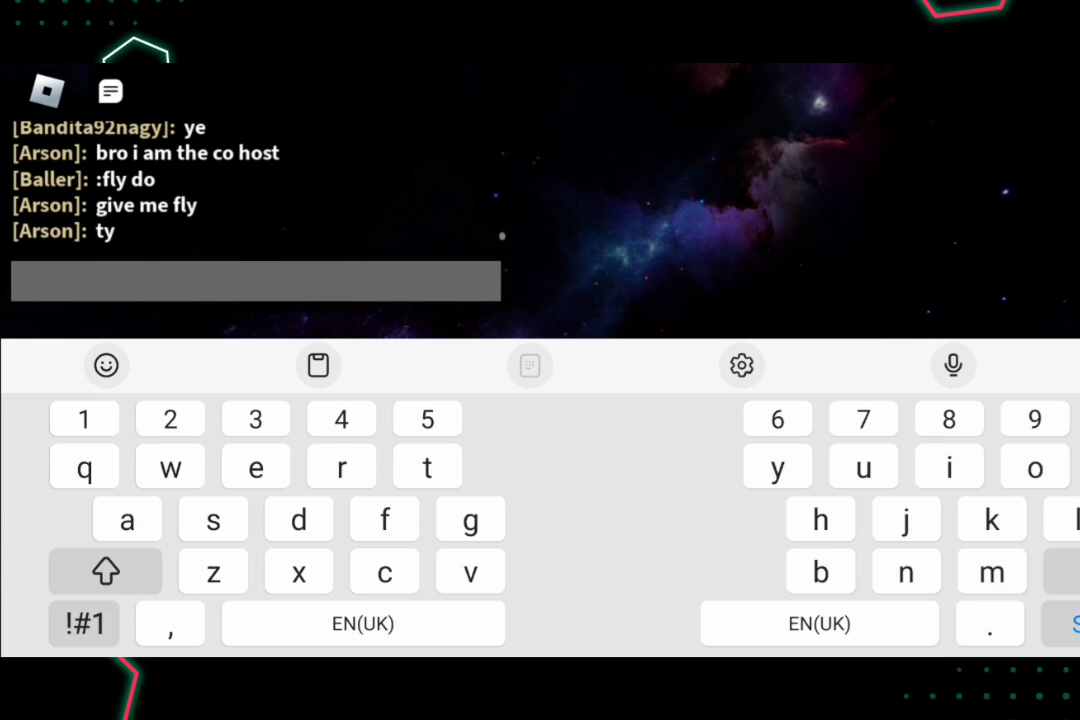 [Bandita92nagy]: ye
[Arson]: bro i am the co host
[Baller]: :fly do
[Arson]: give me fly
[Arson]: ty
1 2 3 4 5 6 7 8 9
q w e r t y u i o
a s d f g h j k l
z x c v b n m
!#1 , EN(UK) EN(UK) . S